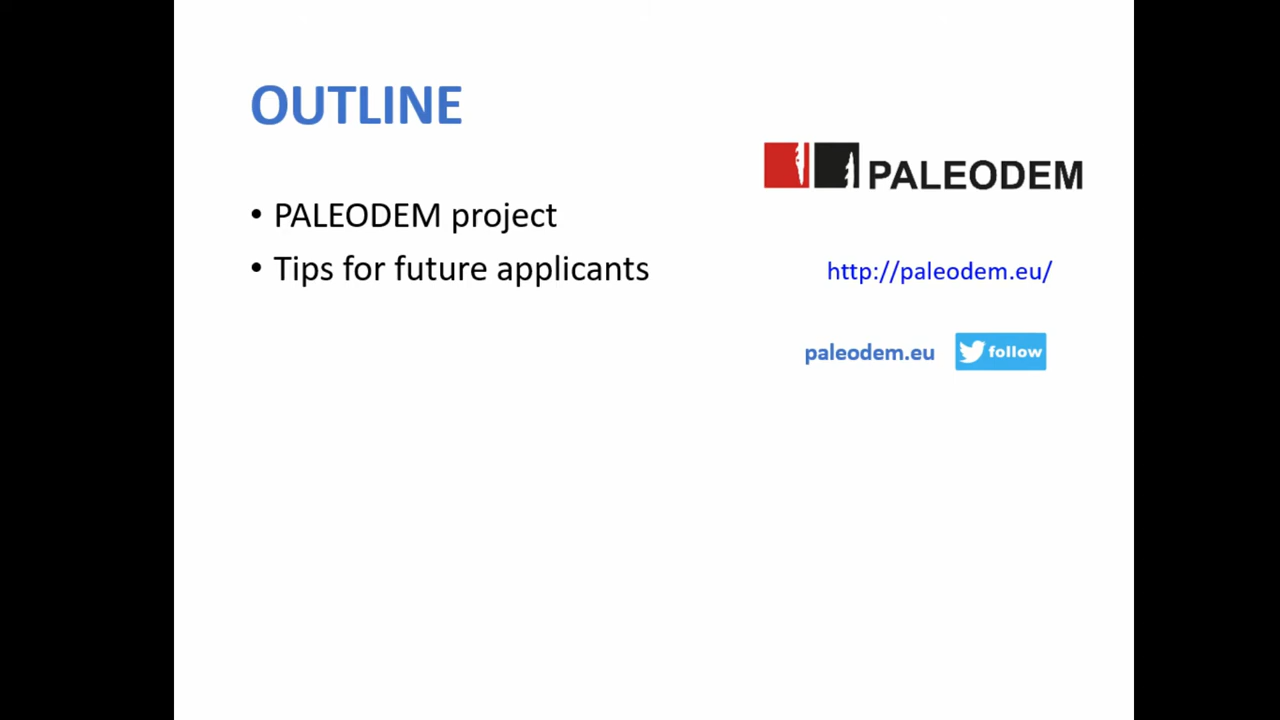 OUTLINE
• PALEODEM project
• Tips for future applicants
PALEODEM
http://paleodem.eu/
paleodem.eu
follow